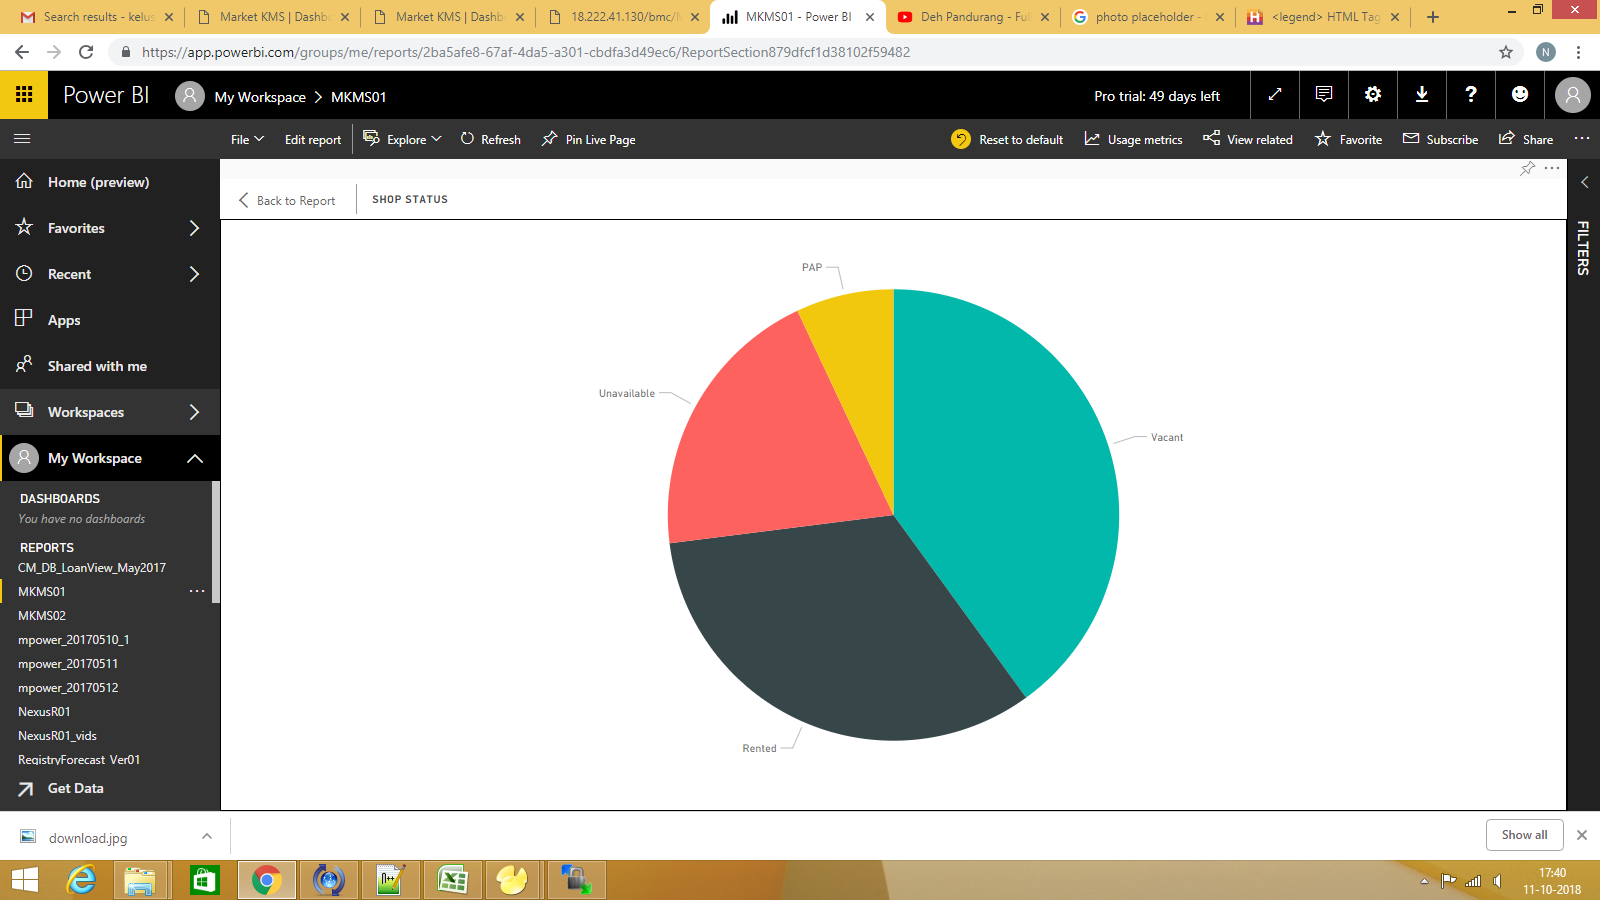 Search results - kelus
Market KMS | Dashb
Market KMS | Dashb
18.222.41.130/bmc/
MKMS01 - Power BI
Deh Pandurang - Ful
photo placeholder -
<legend> HTML Tag
https://app.powerbi.com/groups/me/reports/2ba5afe8-67af-4da5-a301-cbdfa3d49ec6/ReportSection879dfcf1d38102f59482
N
Power BI
My Workspace > MKMS01
Pro trial: 49 days left
File
Edit report
Explore
Refresh
Pin Live Page
Reset to default
Usage metrics
View related
Favorite
Subscribe
Share
Home (preview)
Favorites
Recent
Apps
Shared with me
Workspaces
My Workspace
DASHBOARDS
You have no dashboards
REPORTS
CM_DB_LoanView_May2017
MKMS01
MKMS02
mpower_20170510_1
mpower_20170511
mpower_20170512
NexusR01
NexusR01_vids
RegistryForecast_Ver01
Get Data
Back to Report
SHOP STATUS
PAP
Unavailable
Vacant
Rented
FILTERS
download.jpg
Show all
17:40
11-10-2018